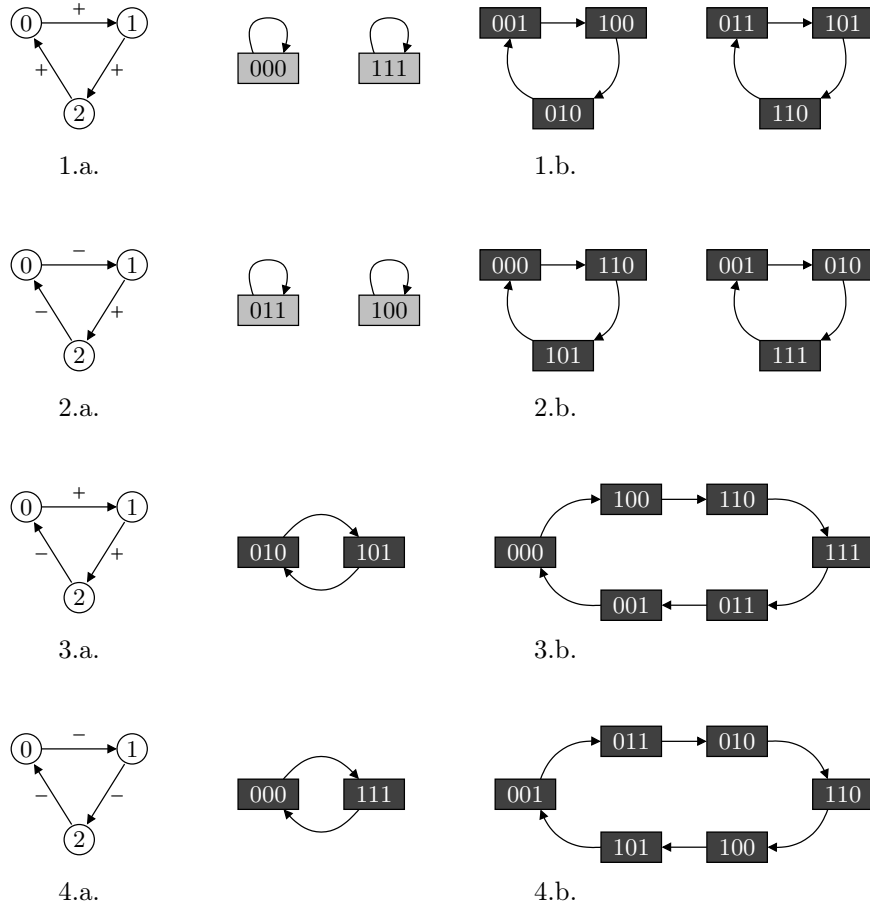 0 + 1 001 100 011 101
000 111
+ +
2 010 110
1.a. 1.b.
0 − 1 000 110 001 010
011 100
− +
2 101 111
2.a. 2.b.
0 + 1 100 110
010 101 000 111
− +
2 001 011
3.a. 3.b.
0 − 1 011 010
000 111 001 110
− −
2 101 100
4.a. 4.b.